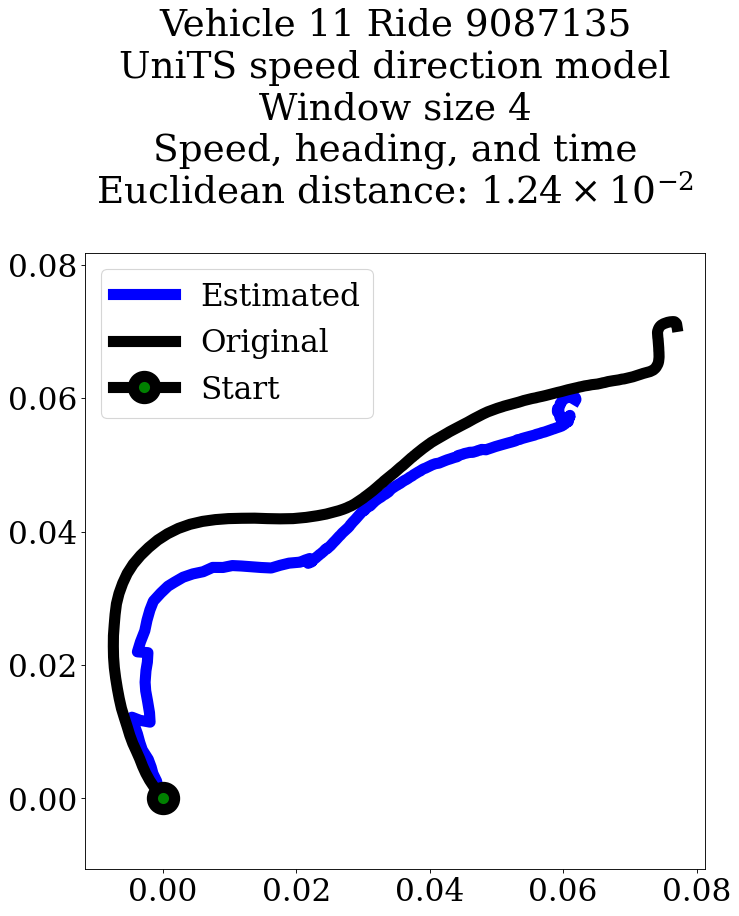 Vehicle 11 Ride 9087135
UniTS speed direction model
Window size 4
Speed, heading, and time
Euclidean distance: 1.24 × 10⁻²
0.08
0.06
0.04
0.02
0.00
Estimated
Original
Start
0.00 0.02 0.04 0.06 0.08